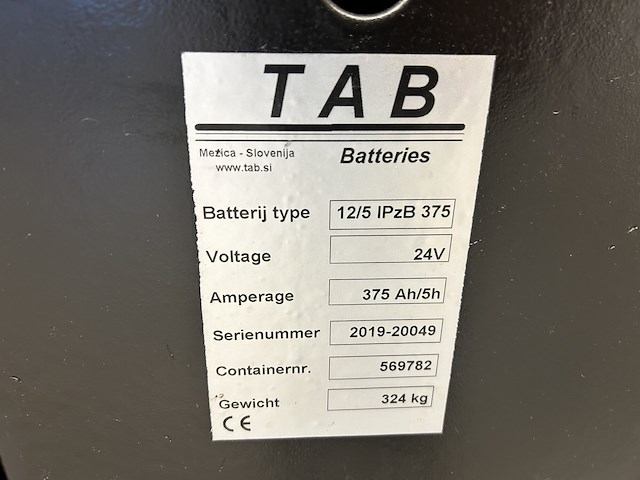 TAB
Mežica - Slovenija
www.tab.si
Batteries
Batterij type 12/5 IPzB 375
Voltage 24V
Amperage 375 Ah/5h
Serienummer 2019-20049
Containernr. 569782
Gewicht 324 kg
CE